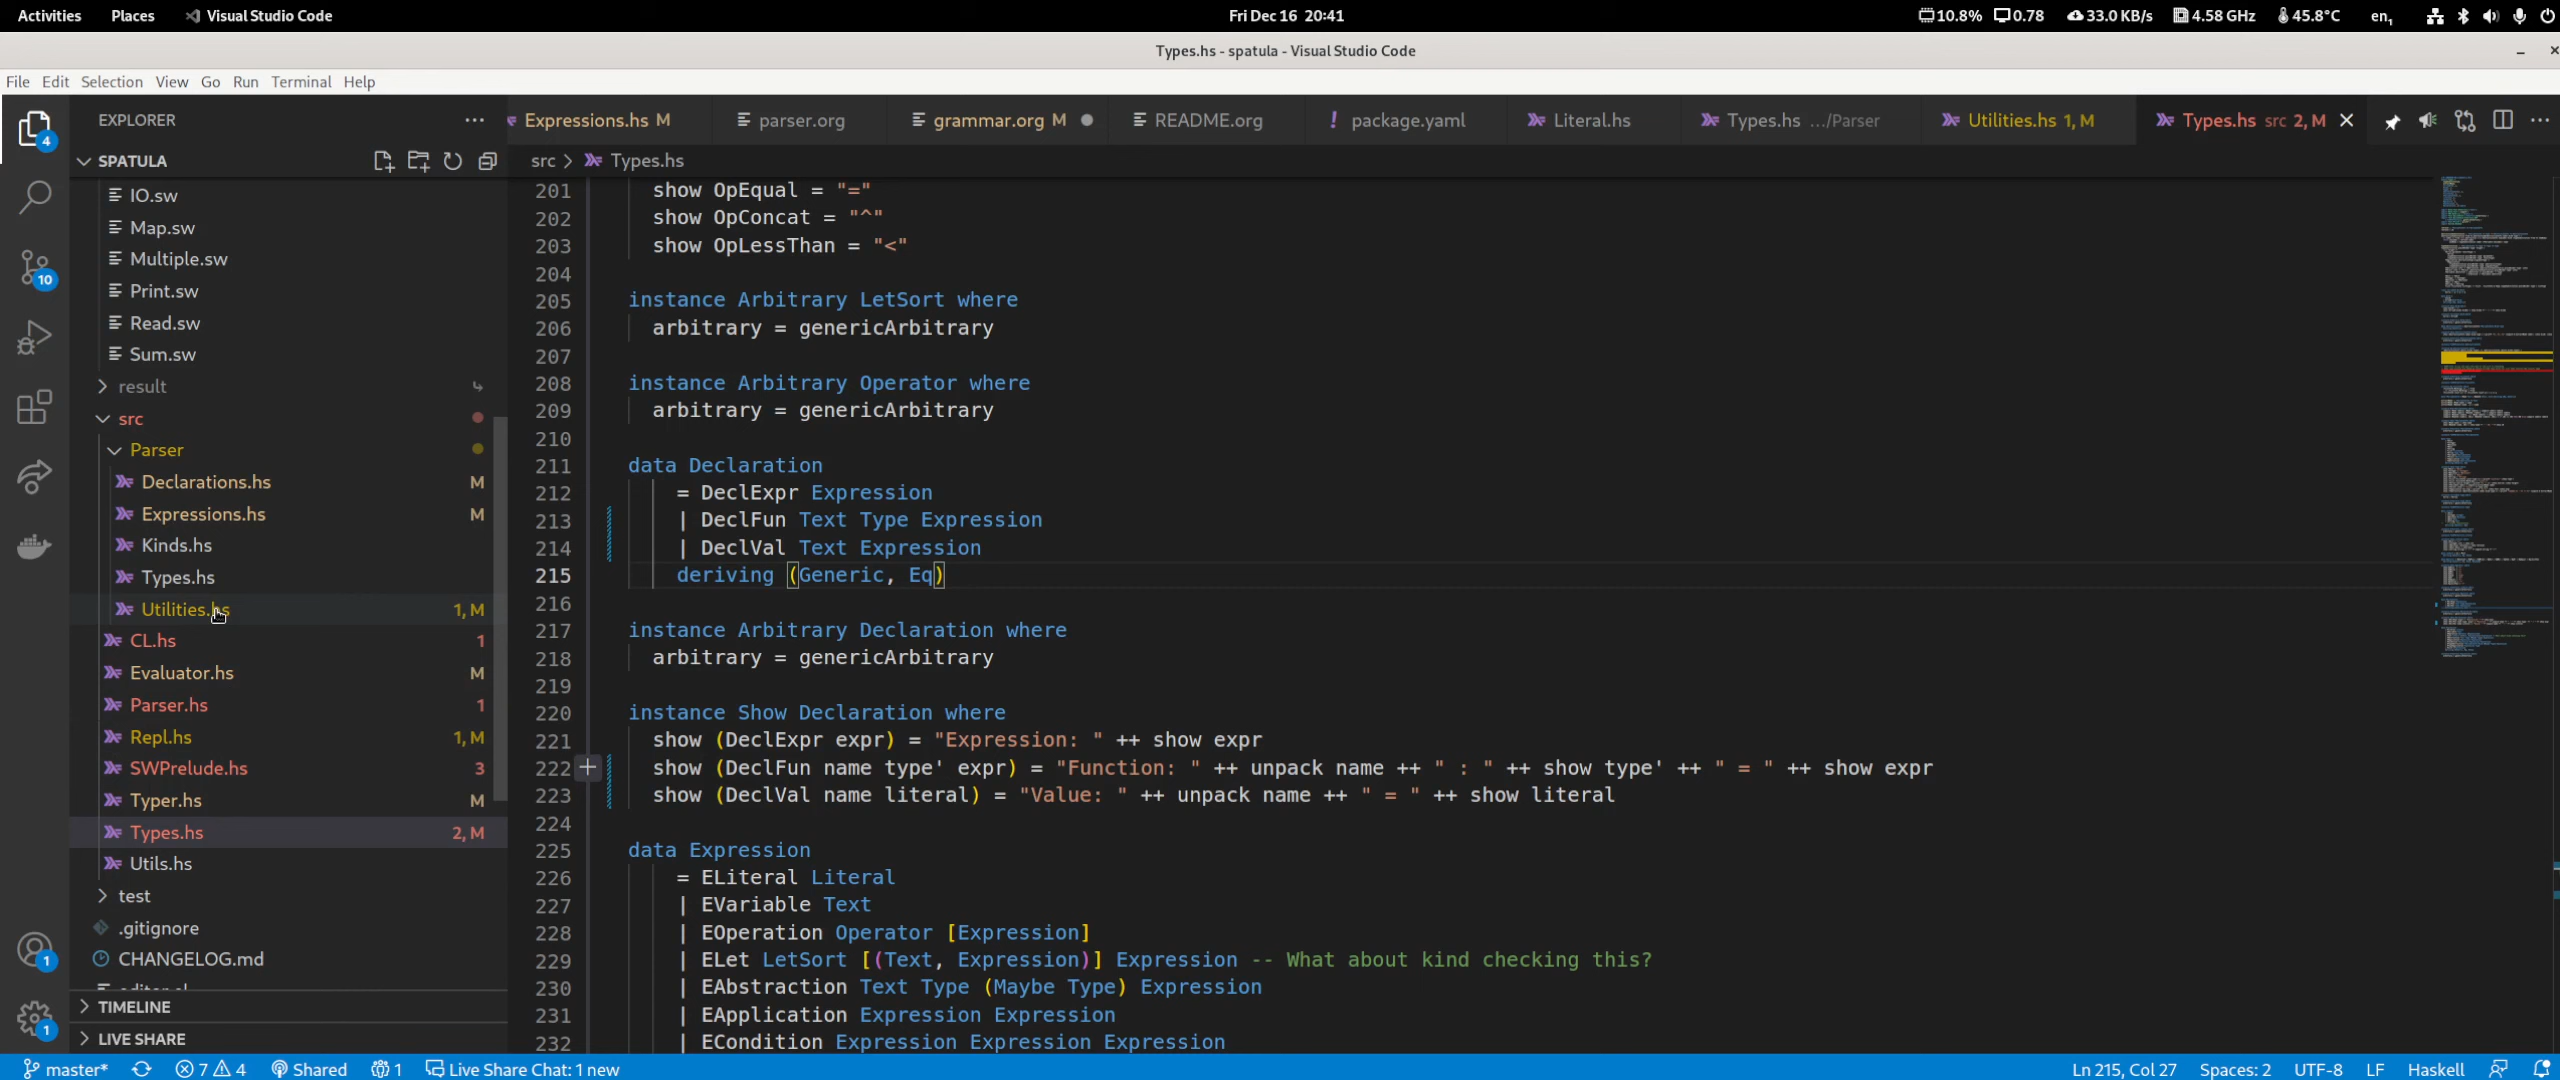 Activities Places Visual Studio Code Fri Dec 16 20:41 10.8% 0.78 33.0 KB/s 4.58 GHz 45.8°C en1
Types.hs - spatula - Visual Studio Code
File Edit Selection View Go Run Terminal Help
EXPLORER
SPATULA
IO.sw
Map.sw
Multiple.sw
Print.sw
Read.sw
Sum.sw
result
src
Parser
Declarations.hs M
Expressions.hs M
Kinds.hs
Types.hs
Utilities.hs 1, M
CL.hs 1
Evaluator.hs M
Parser.hs 1
Repl.hs 1, M
SWPrelude.hs 3
Typer.hs M
Types.hs 2, M
Utils.hs
test
.gitignore
CHANGELOG.md
TIMELINE
LIVE SHARE
4
10
1
1
Expressions.hs M parser.org grammar.org M README.org ! package.yaml Literal.hs Types.hs .../Parser Utilities.hs 1, M Types.hs src 2, M
src > Types.hs
201 show OpEqual = "="
202 show OpConcat = "^"
203 show OpLessThan = "<"
204
205 instance Arbitrary LetSort where
206 arbitrary = genericArbitrary
207
208 instance Arbitrary Operator where
209 arbitrary = genericArbitrary
210
211 data Declaration
212 = DeclExpr Expression
213 | DeclFun Text Type Expression
214 | DeclVal Text Expression
215 deriving (Generic, Eq)
216
217 instance Arbitrary Declaration where
218 arbitrary = genericArbitrary
219
220 instance Show Declaration where
221 show (DeclExpr expr) = "Expression: " ++ show expr
222 show (DeclFun name type' expr) = "Function: " ++ unpack name ++ " : " ++ show type' ++ " = " ++ show expr
223 show (DeclVal name literal) = "Value: " ++ unpack name ++ " = " ++ show literal
224
225 data Expression
226 = ELiteral Literal
227 | EVariable Text
228 | EOperation Operator [Expression]
229 | ELet LetSort [(Text, Expression)] Expression -- What about kind checking this?
230 | EAbstraction Text Type (Maybe Type) Expression
231 | EApplication Expression Expression
232 | ECondition Expression Expression Expression
master* 7 4 Shared 1 Live Share Chat: 1 new Ln 215, Col 27 Spaces: 2 UTF-8 LF Haskell